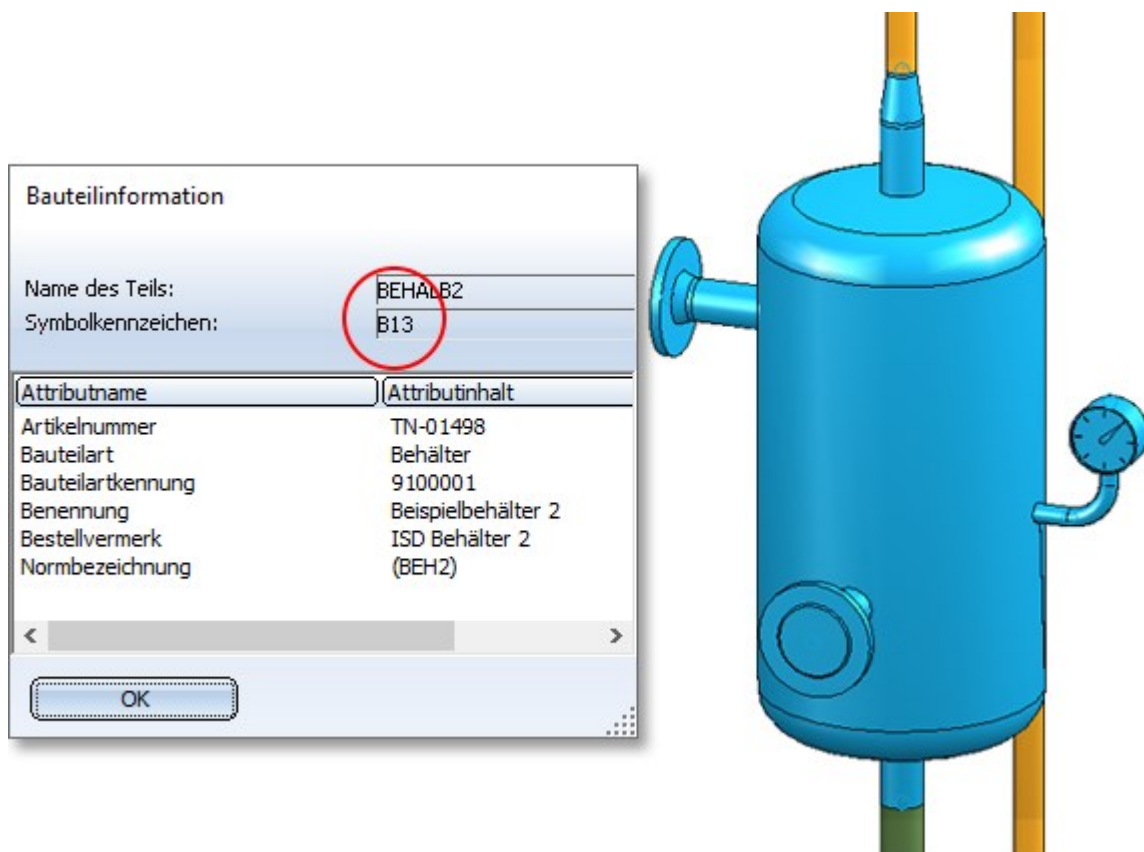 Bauteilinformation
Name des Teils: BEHALB2
Symbolkennzeichen: B13
Attributname Attributinhalt
Artikelnummer TN-01498
Bauteilart Behälter
Bauteilartkennung 9100001
Benennung Beispielbehälter 2
Bestellvermerk ISD Behälter 2
Normbezeichnung (BEH2)
OK